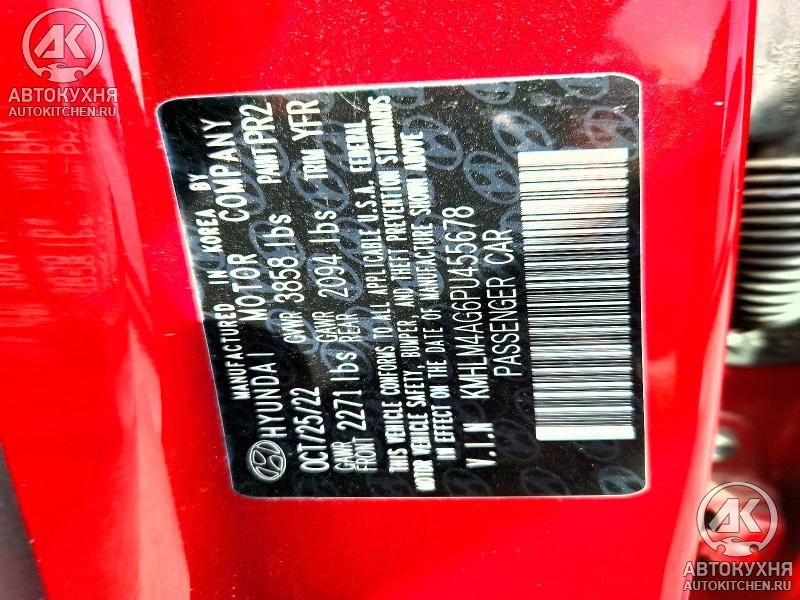 AK
АВТОКУХНЯ
AUTOKITCHEN.RU
MANUFACTURED IN KOREA BY
HYUNDAI MOTOR COMPANY
OCT/25/22 GVWR 3858 lbs PAINT PR2
GAWR FRONT 2271 lbs GAWR REAR 2094 lbs TRIM YFR
THIS VEHICLE CONFORMS TO ALL APPLICABLE U.S.A. FEDERAL
MOTOR VEHICLE SAFETY, BUMPER, AND THEFT PREVENTION STANDARDS
IN EFFECT ON THE DATE OF MANUFACTURE SHOWN ABOVE
V.I.N KMHLN4AG6PU455678
PASSENGER CAR
AK
АВТОКУХНЯ
AUTOKITCHEN.RU